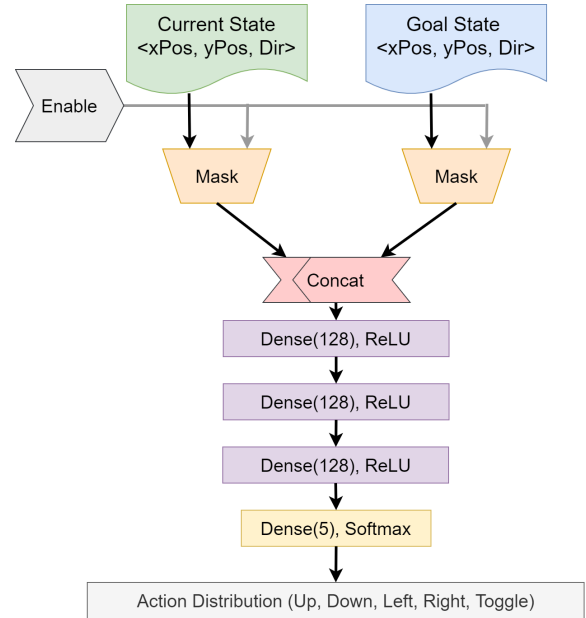 Current State
<xPos, yPos, Dir>
Goal State
<xPos, yPos, Dir>
Enable
Mask
Mask
Concat
Dense(128), ReLU
Dense(128), ReLU
Dense(128), ReLU
Dense(5), Softmax
Action Distribution (Up, Down, Left, Right, Toggle)